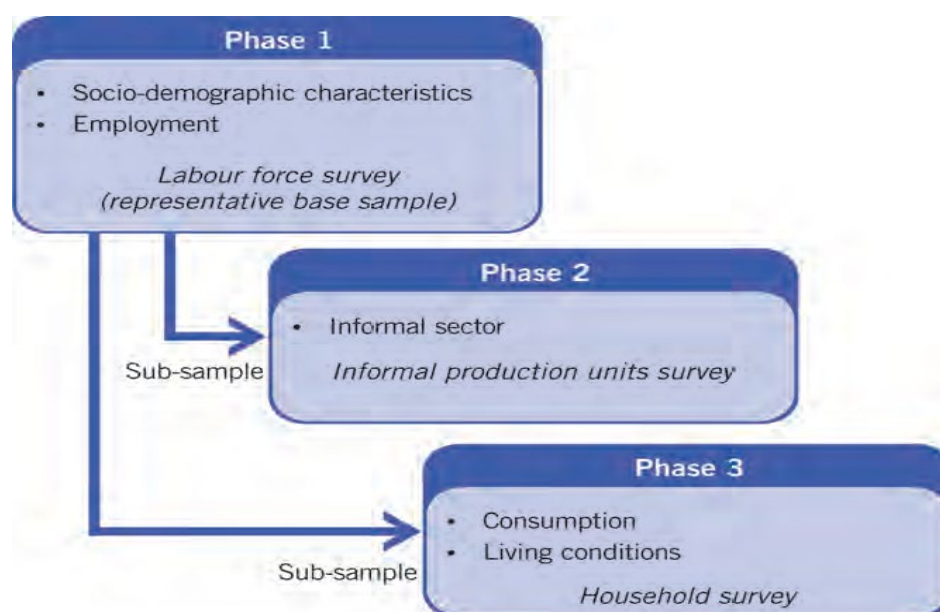 Phase 1
• Socio-demographic characteristics
• Employment
Labour force survey
(representative base sample)
Phase 2
• Informal sector
Sub-sample
Informal production units survey
Phase 3
• Consumption
• Living conditions
Sub-sample
Household survey